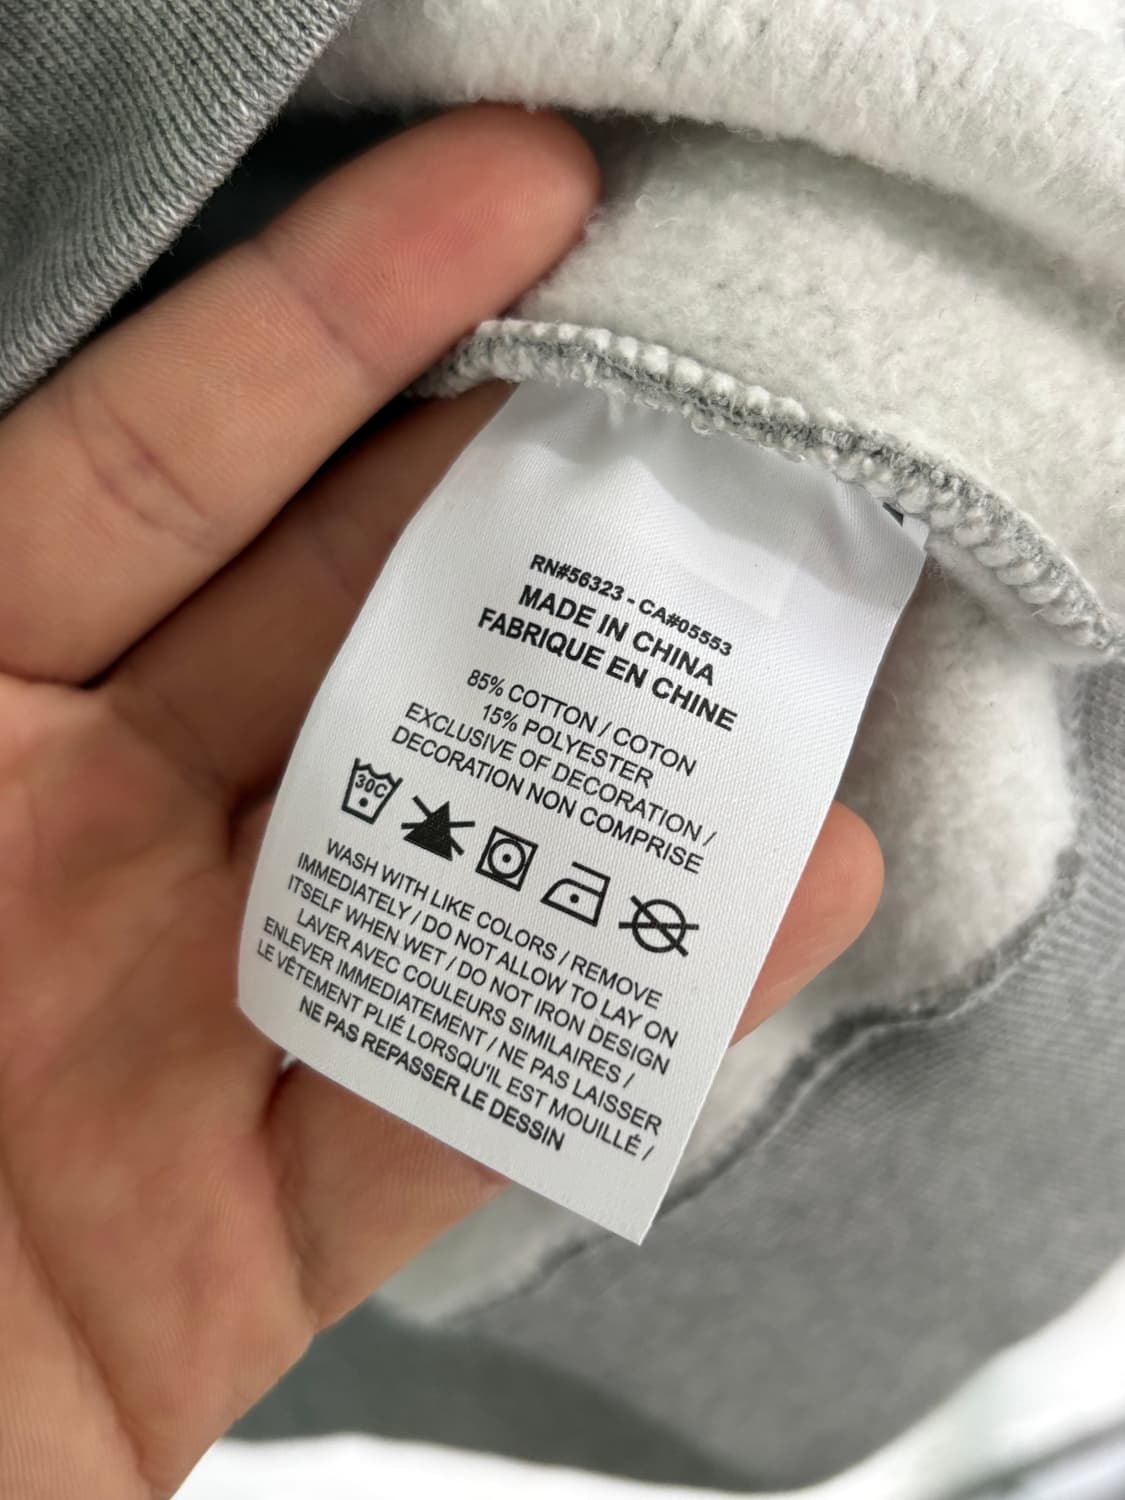 RN#56323 - CA#05553
MADE IN CHINA
FABRIQUE EN CHINE
85% COTTON / COTON
15% POLYESTER
EXCLUSIVE OF DECORATION /
DECORATION NON COMPRISE
30C
WASH WITH LIKE COLORS / REMOVE
IMMEDIATELY / DO NOT ALLOW TO LAY ON
ITSELF WHEN WET / DO NOT IRON DESIGN
LAVER AVEC COULEURS SIMILAIRES /
ENLEVER IMMEDIATEMENT / NE PAS LAISSER
LE VÊTEMENT PLIÉ LORSQU'IL EST MOUILLÉ /
NE PAS REPASSER LE DESSIN